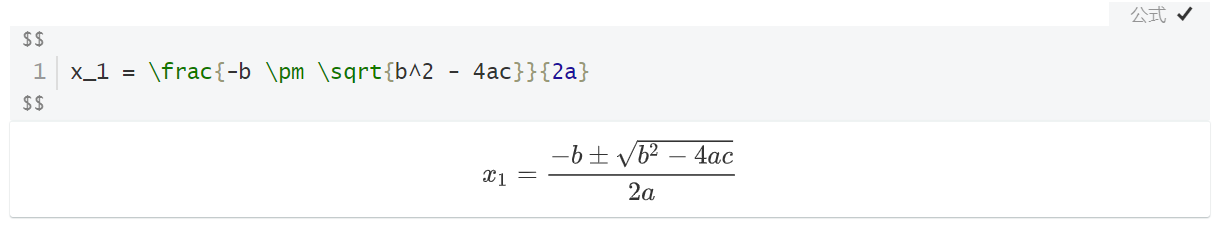 公式 ✔
$$
1 x_1 = \frac{-b \pm \sqrt{b^2 - 4ac}}{2a}
$$
x₁ = −b ± √b² − 4ac
2a